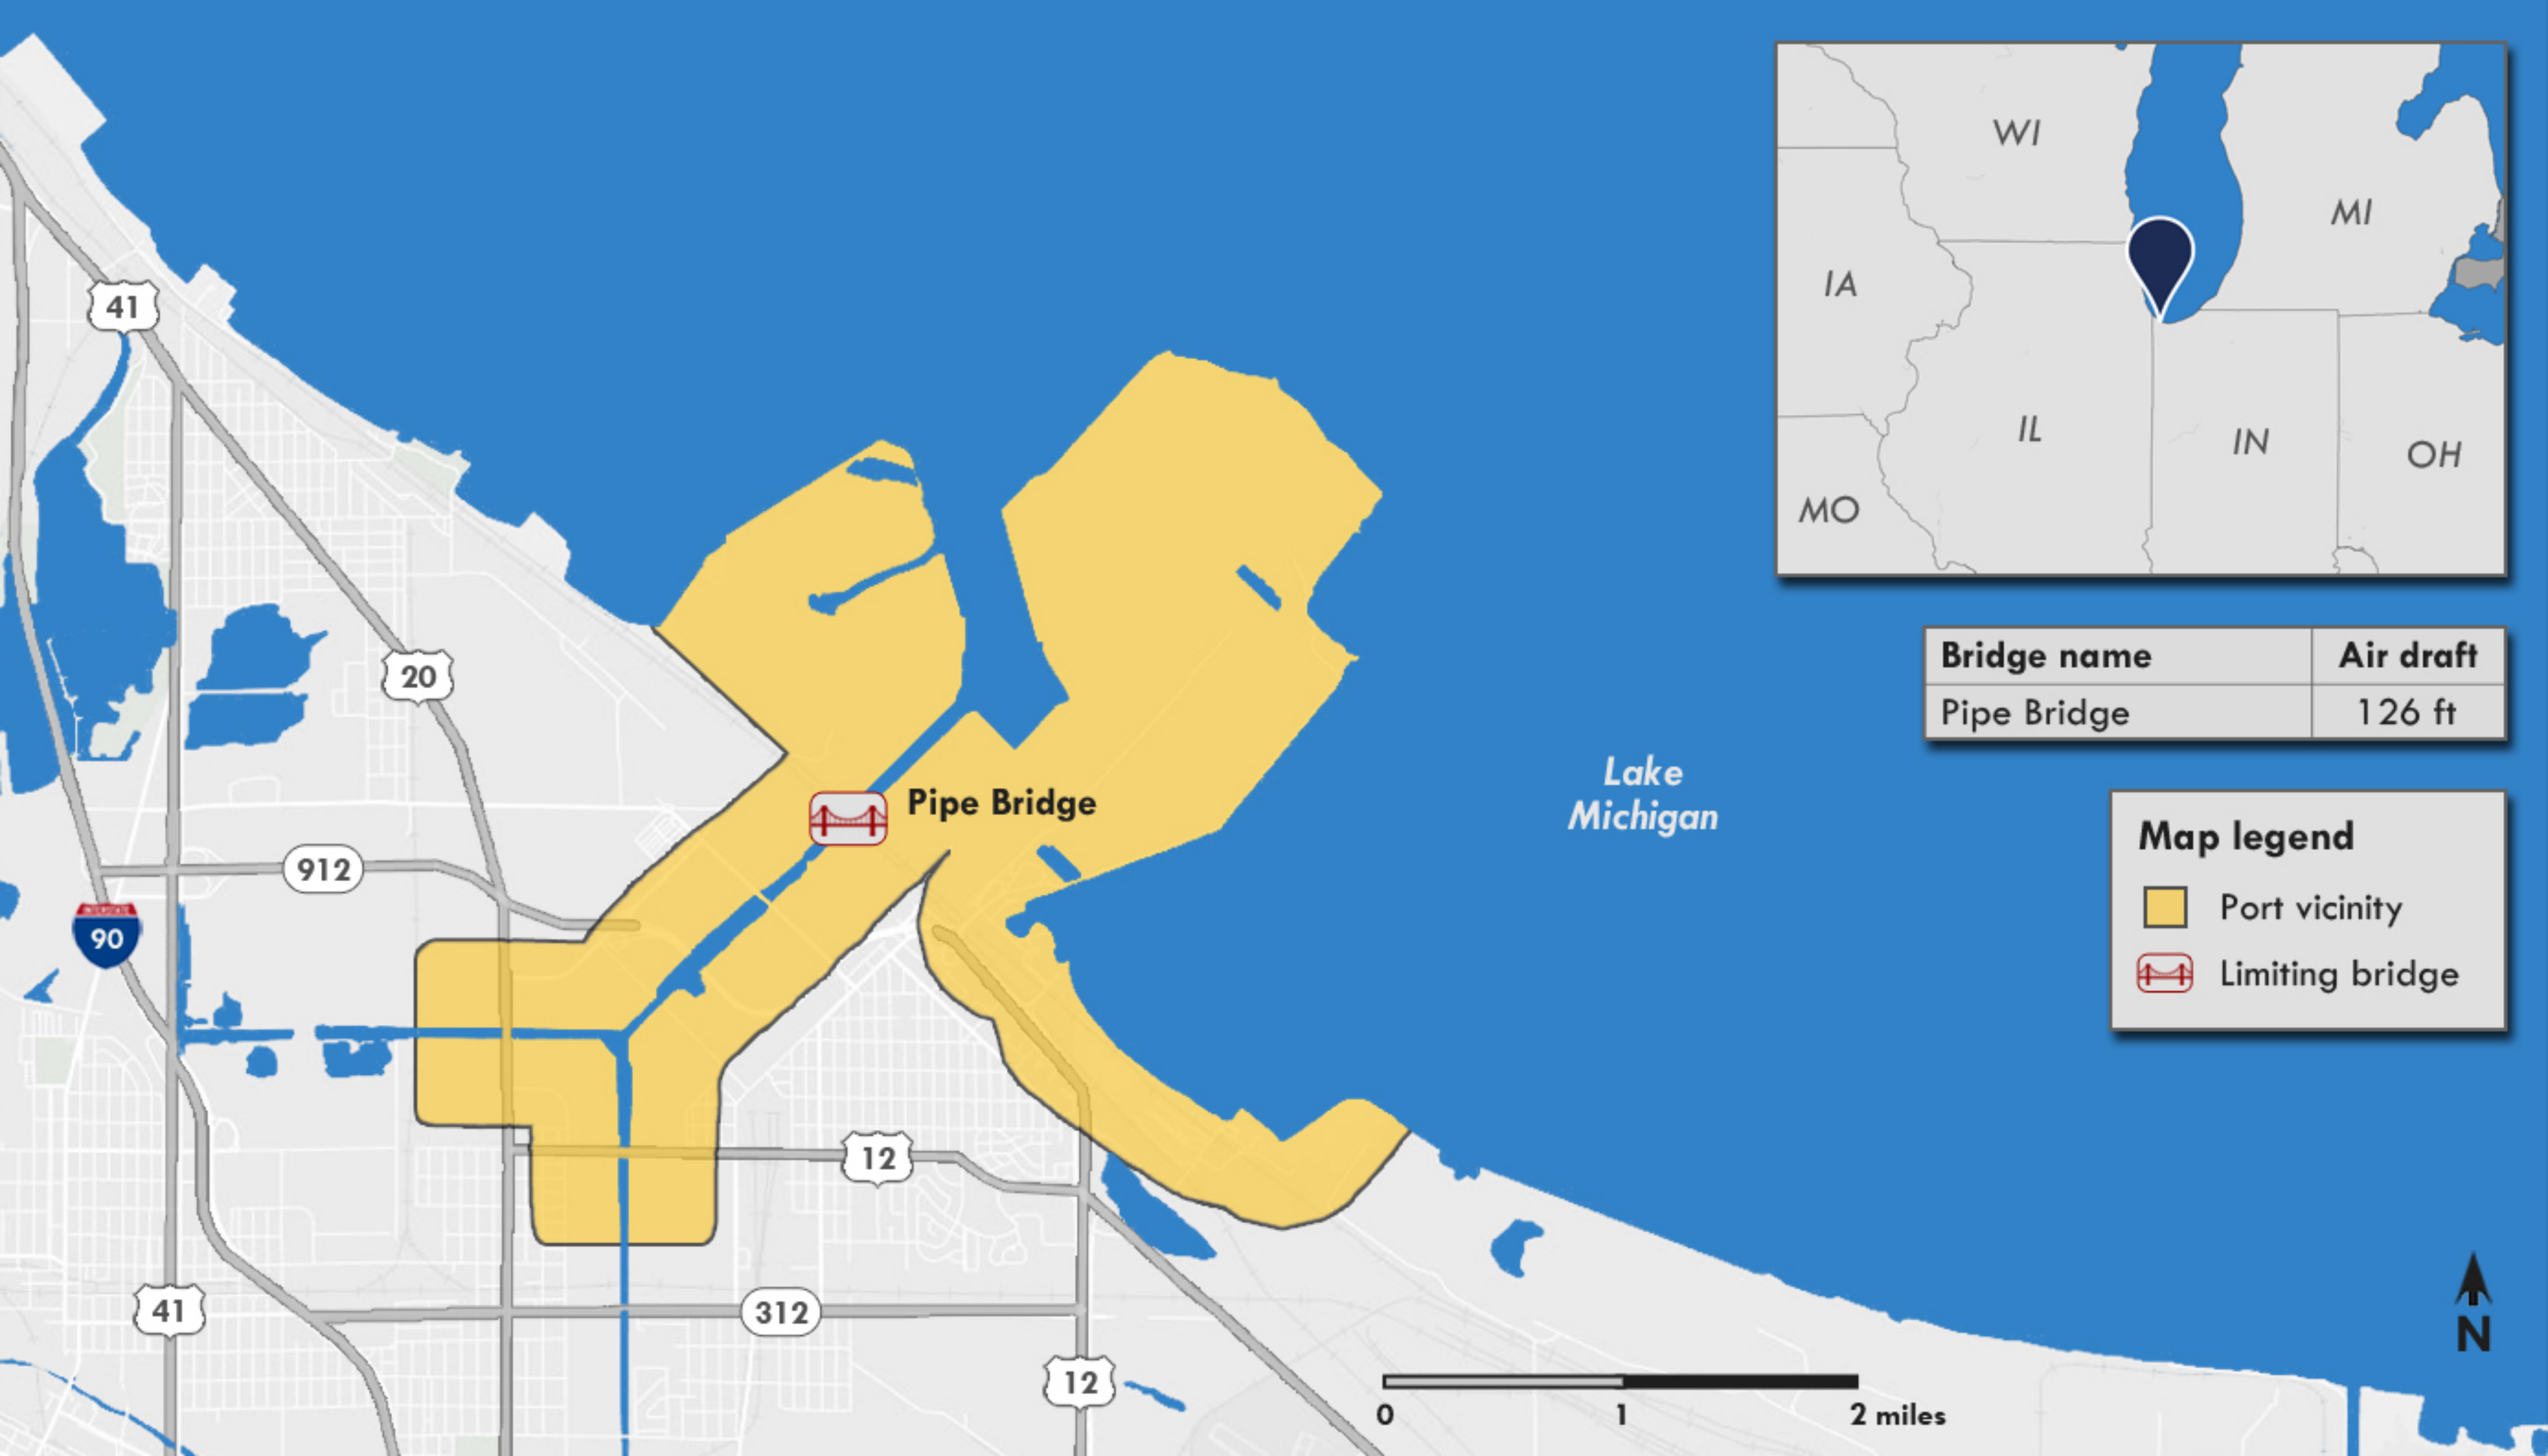 WI
MI
IA
IL
IN
OH
MO
41
20
Bridge name Air draft
Pipe Bridge 126 ft
Lake
Michigan
Pipe Bridge
Map legend
Port vicinity
Limiting bridge
912
90
12
41
312
12
N
0 1 2 miles